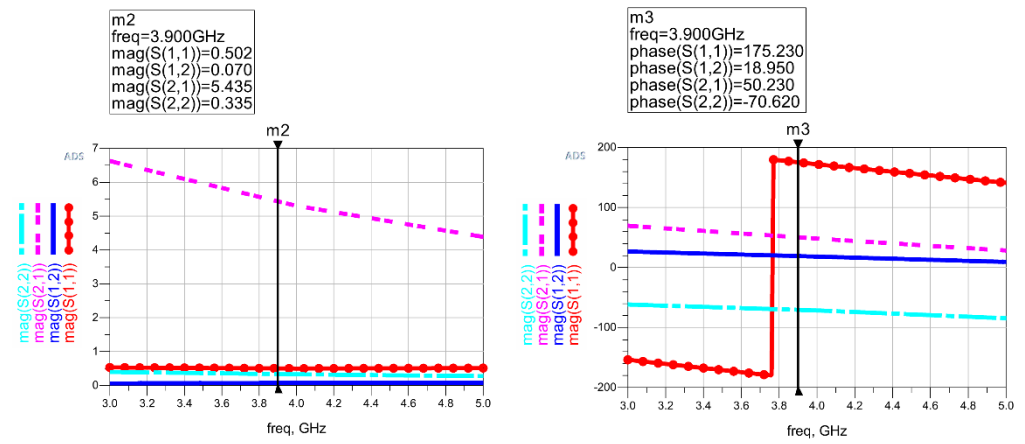 m2
freq=3.900GHz
mag(S(1,1))=0.502
mag(S(1,2))=0.070
mag(S(2,1))=5.435
mag(S(2,2))=0.335
m3
freq=3.900GHz
phase(S(1,1))=175.230
phase(S(1,2))=18.950
phase(S(2,1))=50.230
phase(S(2,2))=-70.620
m2
ADS
7
6
5
4
3
2
1
0
3.0 3.2 3.4 3.6 3.8 4.0 4.2 4.4 4.6 4.8 5.0
freq, GHz
mag(S(2,2))
mag(S(2,1))
mag(S(1,2))
mag(S(1,1))
m3
ADS
200
100
0
-100
-200
3.0 3.2 3.4 3.6 3.8 4.0 4.2 4.4 4.6 4.8 5.0
freq, GHz
mag(S(2,2))
mag(S(2,1))
mag(S(1,2))
mag(S(1,1))